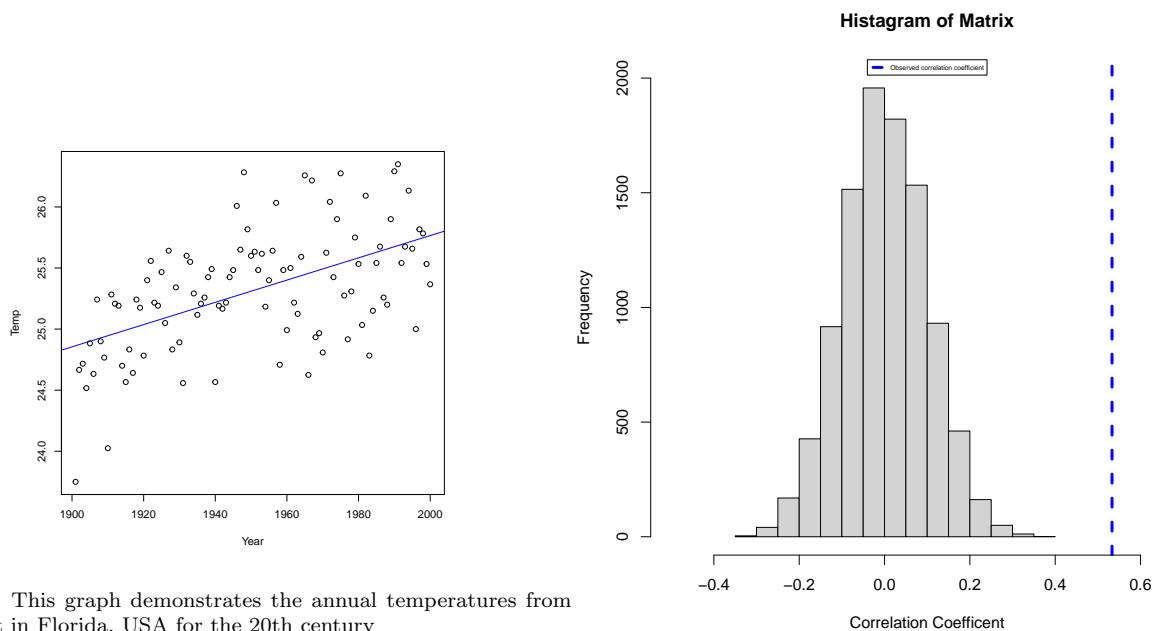 Temp
26.0
25.5
25.0
24.5
24.0
1900 1920 1940 1960 1980 2000
Year
This graph demonstrates the annual temperatures from
in Florida, USA for the 20th century
Histagram of Matrix
Observed correlation coefficient
Frequency
2000
1500
1000
500
0
−0.4 −0.2 0.0 0.2 0.4 0.6
Correlation Coefficent